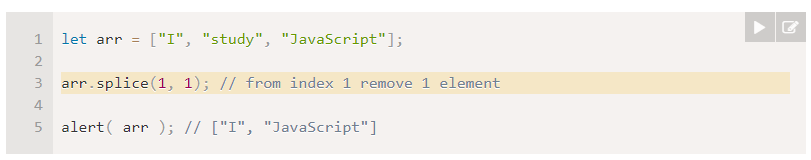 1 let arr = ["I", "study", "JavaScript"];
2
3 arr.splice(1, 1); // from index 1 remove 1 element
4
5 alert( arr ); // ["I", "JavaScript"]